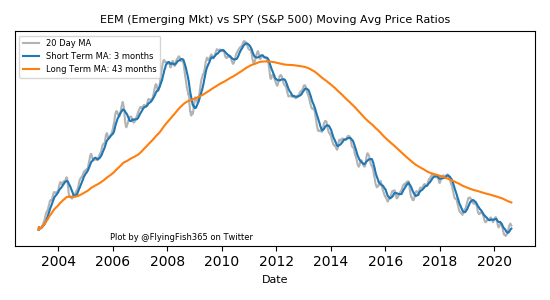 EEM (Emerging Mkt) vs SPY (S&P 500) Moving Avg Price Ratios
20 Day MA
Short Term MA: 3 months
Long Term MA: 43 months
Plot by @FlyingFish365 on Twitter
2004 2006 2008 2010 2012 2014 2016 2018 2020
Date